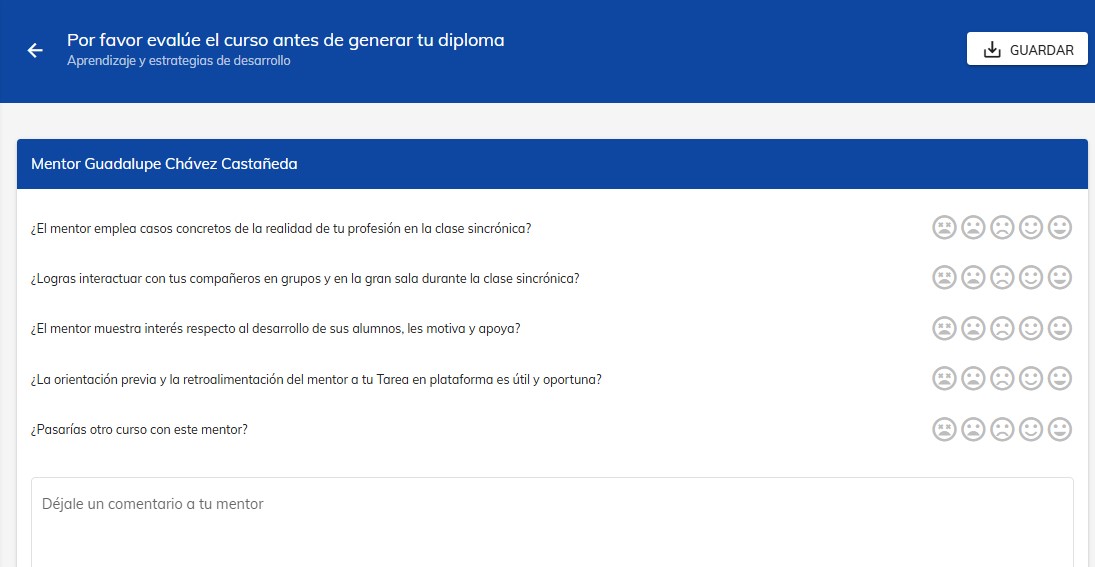 Por favor evalúe el curso antes de generar tu diploma
Aprendizaje y estrategias de desarrollo
GUARDAR
Mentor Guadalupe Chávez Castañeda
¿El mentor emplea casos concretos de la realidad de tu profesión en la clase sincrónica?
¿Logras interactuar con tus compañeros en grupos y en la gran sala durante la clase sincrónica?
¿El mentor muestra interés respecto al desarrollo de sus alumnos, les motiva y apoya?
¿La orientación previa y la retroalimentación del mentor a tu Tarea en plataforma es útil y oportuna?
¿Pasarías otro curso con este mentor?
Déjale un comentario a tu mentor